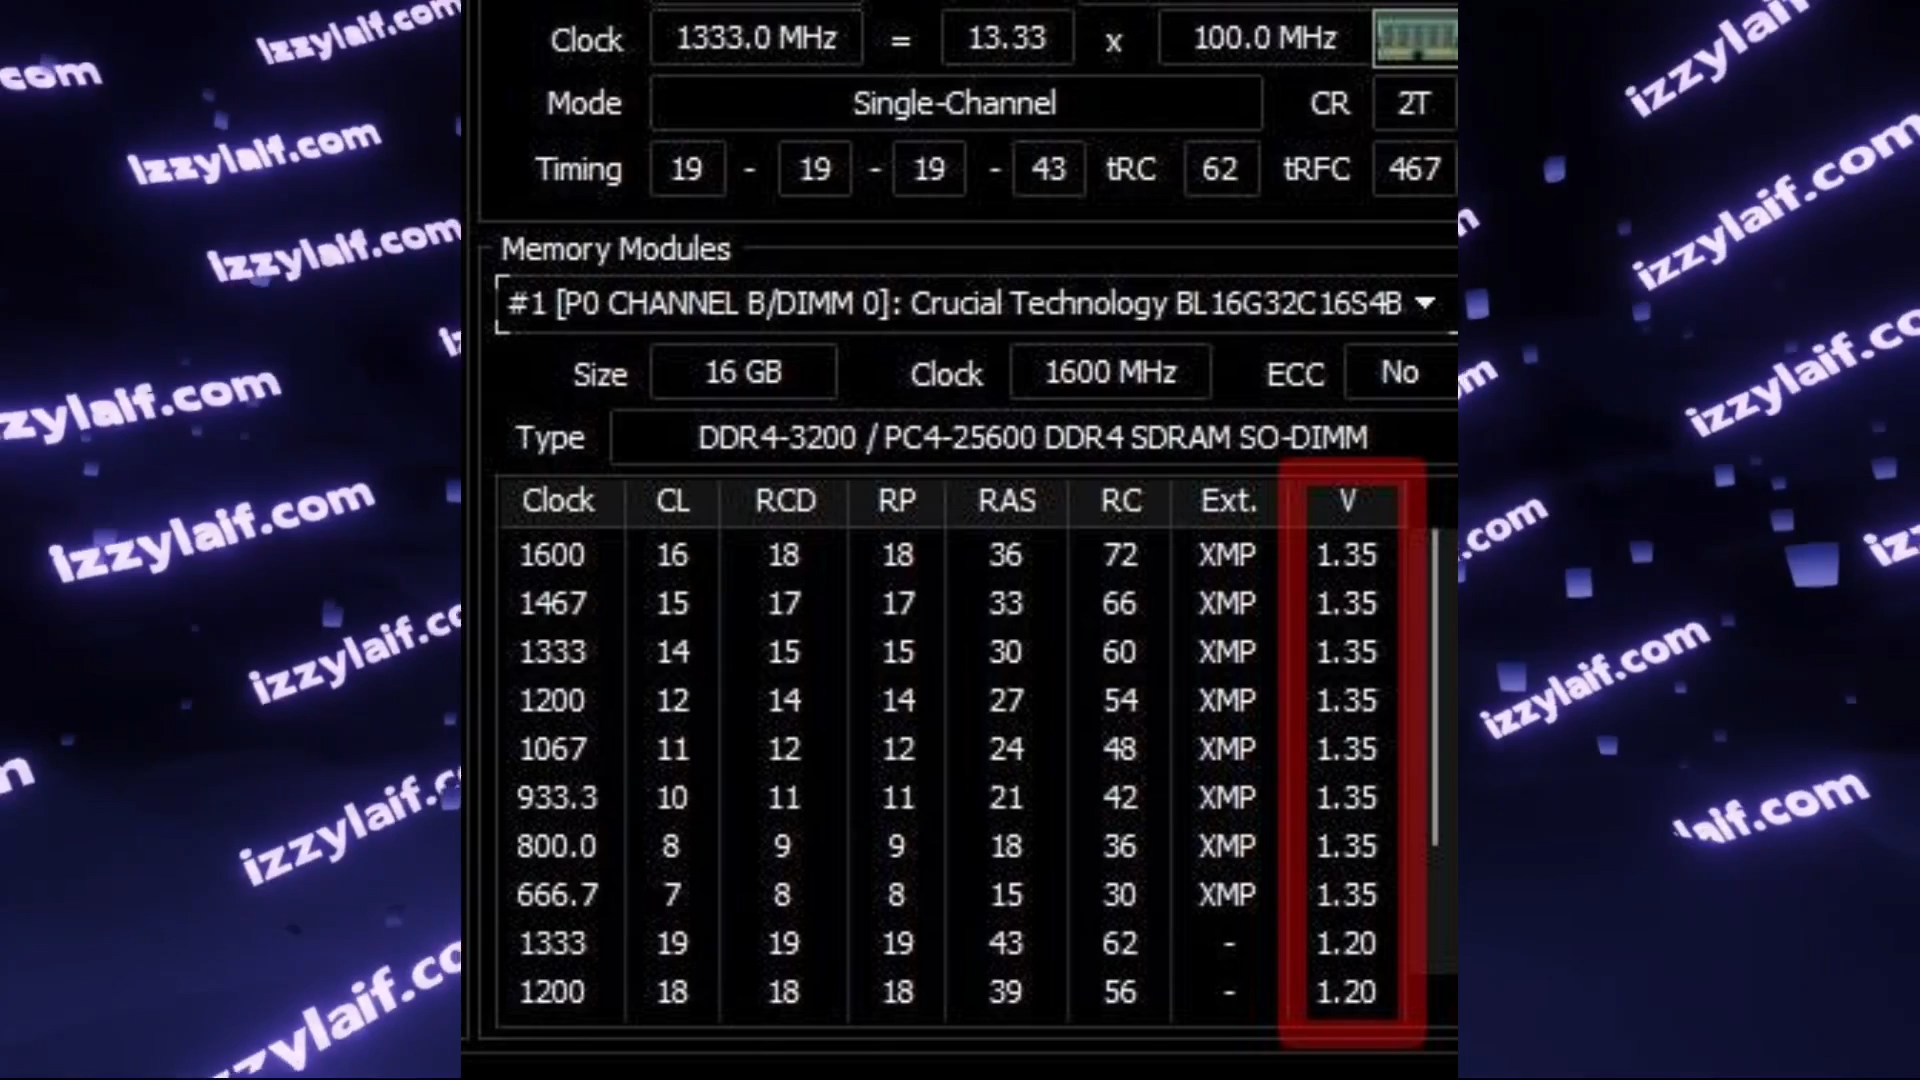 Clock 1333.0 MHz = 13.33 x 100.0 MHz
Mode Single-Channel CR 2T
Timing 19 - 19 - 19 - 43 tRC 62 tRFC 467
Memory Modules
#1 [P0 CHANNEL B/DIMM 0]: Crucial Technology BL16G32C16S4B
Size 16 GB Clock 1600 MHz ECC No
Type DDR4-3200 / PC4-25600 DDR4 SDRAM SO-DIMM
Clock CL RCD RP RAS RC Ext. V
1600 16 18 18 36 72 XMP 1.35
1467 15 17 17 33 66 XMP 1.35
1333 14 15 15 30 60 XMP 1.35
1200 12 14 14 27 54 XMP 1.35
1067 11 12 12 24 48 XMP 1.35
933.3 10 11 11 21 42 XMP 1.35
800.0 8 9 9 18 36 XMP 1.35
666.7 7 8 8 15 30 XMP 1.35
1333 19 19 19 43 62 - 1.20
1200 18 18 18 39 56 - 1.20
izzylaif.com
izzylaif.com
izzylaif.com
izzylaif.com
izzylaif.com
izzylaif.com